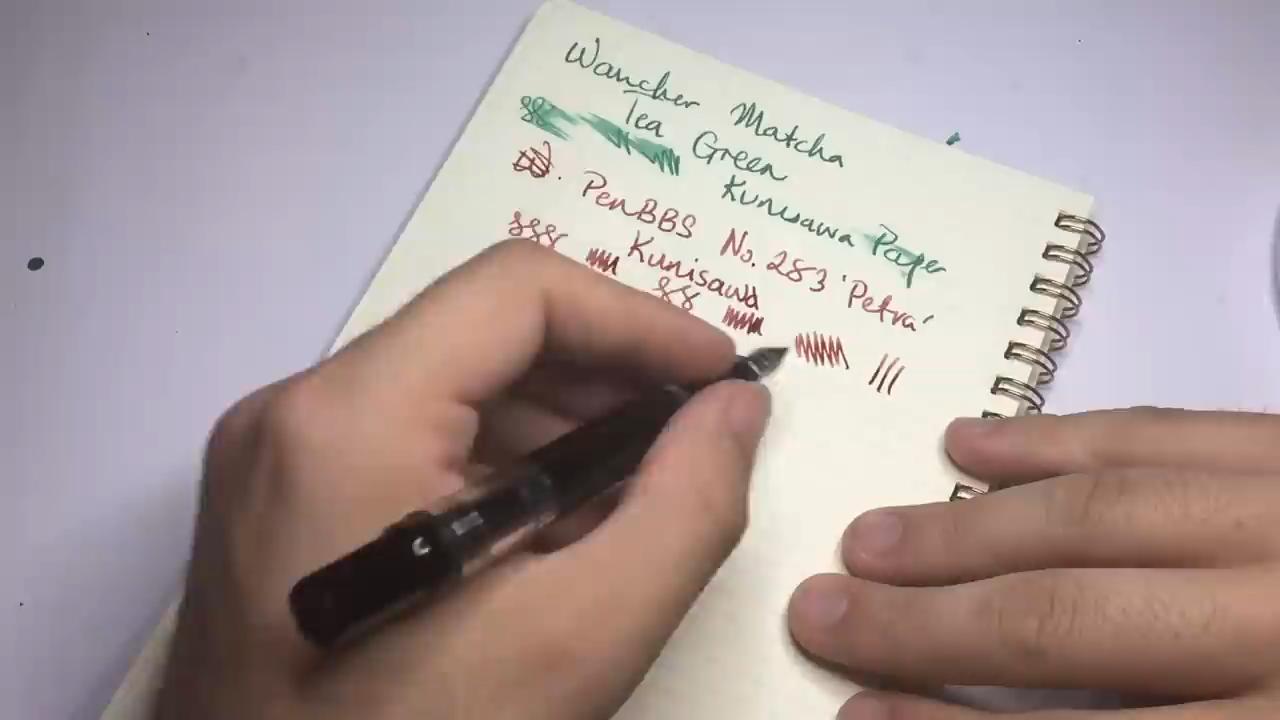 Wancher Matcha
Tea Green
Kunisawa Paper
PenBBS No. 283 'Petra'
Kunisawa